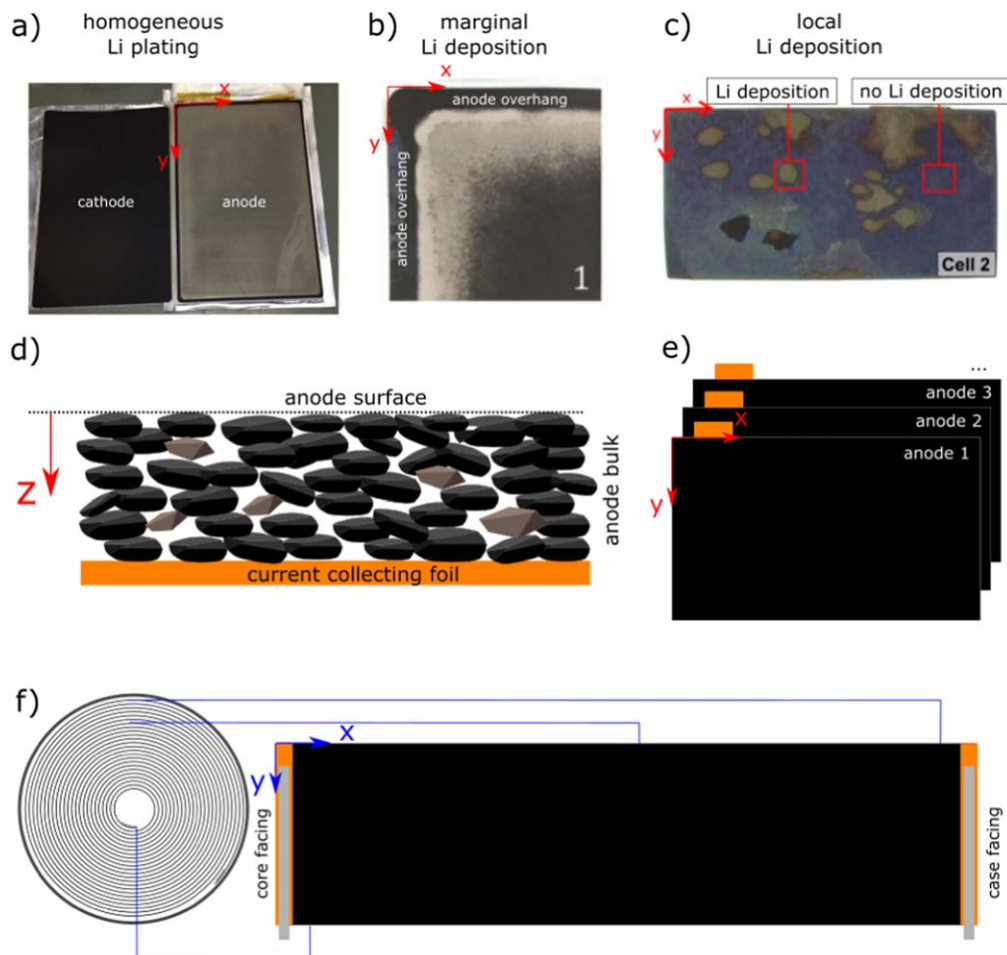 a)
homogeneous
Li plating
x
y
cathode
anode
b)
marginal
Li deposition
x
y
anode overhang
anode overhang
1
c)
local
Li deposition
Li deposition
no Li deposition
x
y
Cell 2
d)
anode surface
z
anode bulk
current collecting foil
e)
...
anode 3
anode 2
x
anode 1
y
f)
x
y
core facing
case facing